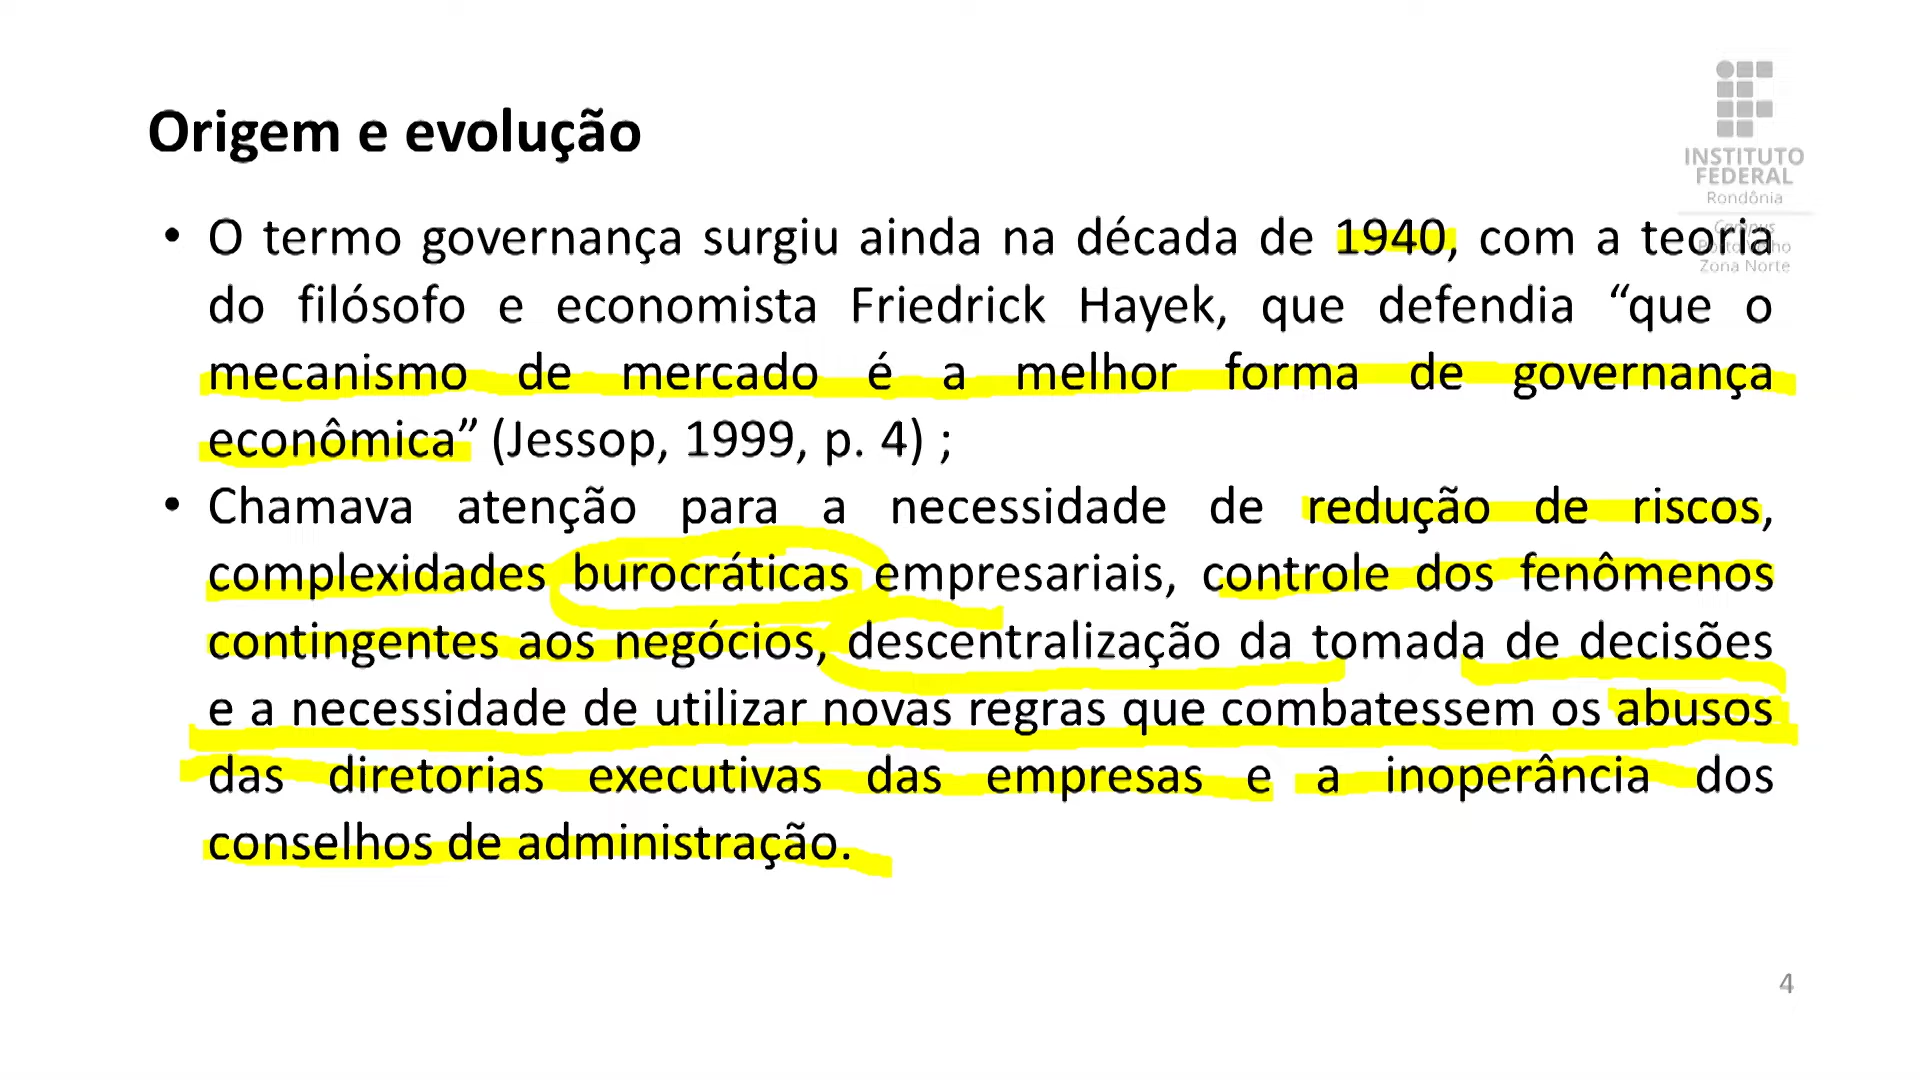 Origem e evolução
INSTITUTO
FEDERAL
Rondônia
Campus
Porto Velho
Zona Norte
• O termo governança surgiu ainda na década de 1940, com a teoria
do filósofo e economista Friedrick Hayek, que defendia “que o
mecanismo de mercado é a melhor forma de governança
econômica” (Jessop, 1999, p. 4) ;
• Chamava atenção para a necessidade de redução de riscos,
complexidades burocráticas empresariais, controle dos fenômenos
contingentes aos negócios, descentralização da tomada de decisões
e a necessidade de utilizar novas regras que combatessem os abusos
das diretorias executivas das empresas e a inoperância dos
conselhos de administração.
4